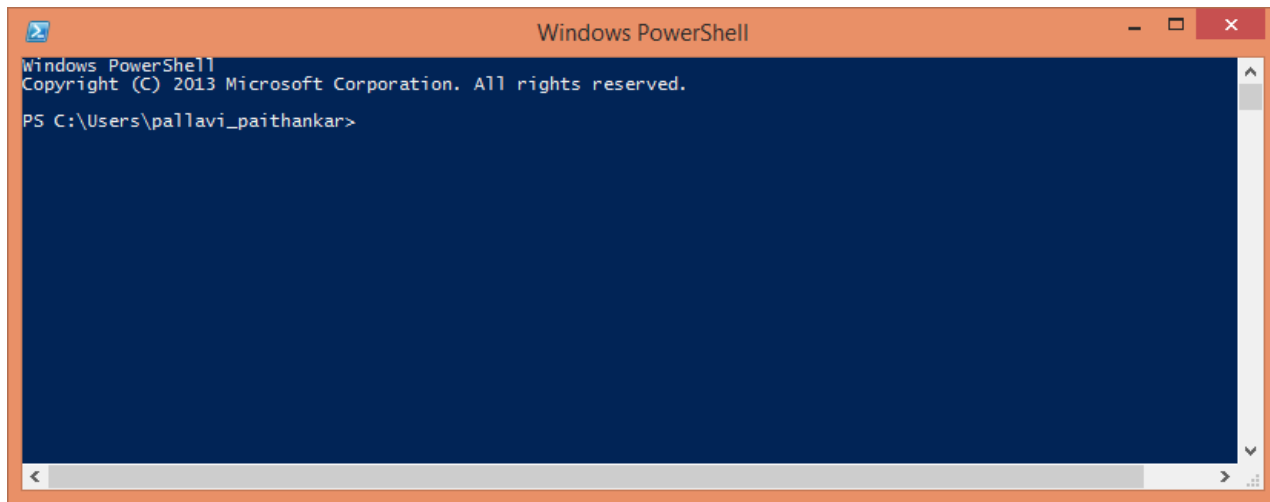 Windows PowerShell
Windows PowerShell
Copyright (C) 2013 Microsoft Corporation. All rights reserved.
PS C:\Users\pallavi_paithankar>